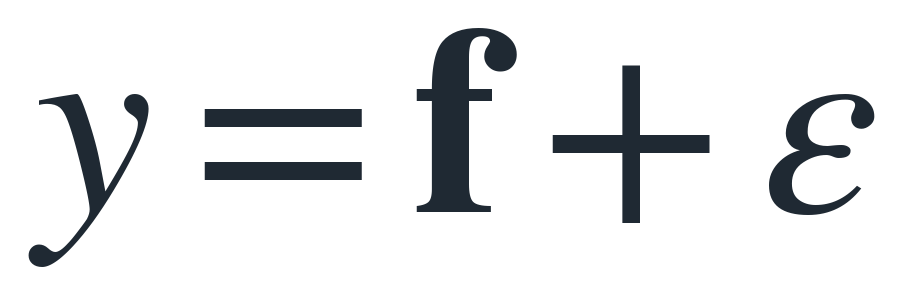 y = f + ε